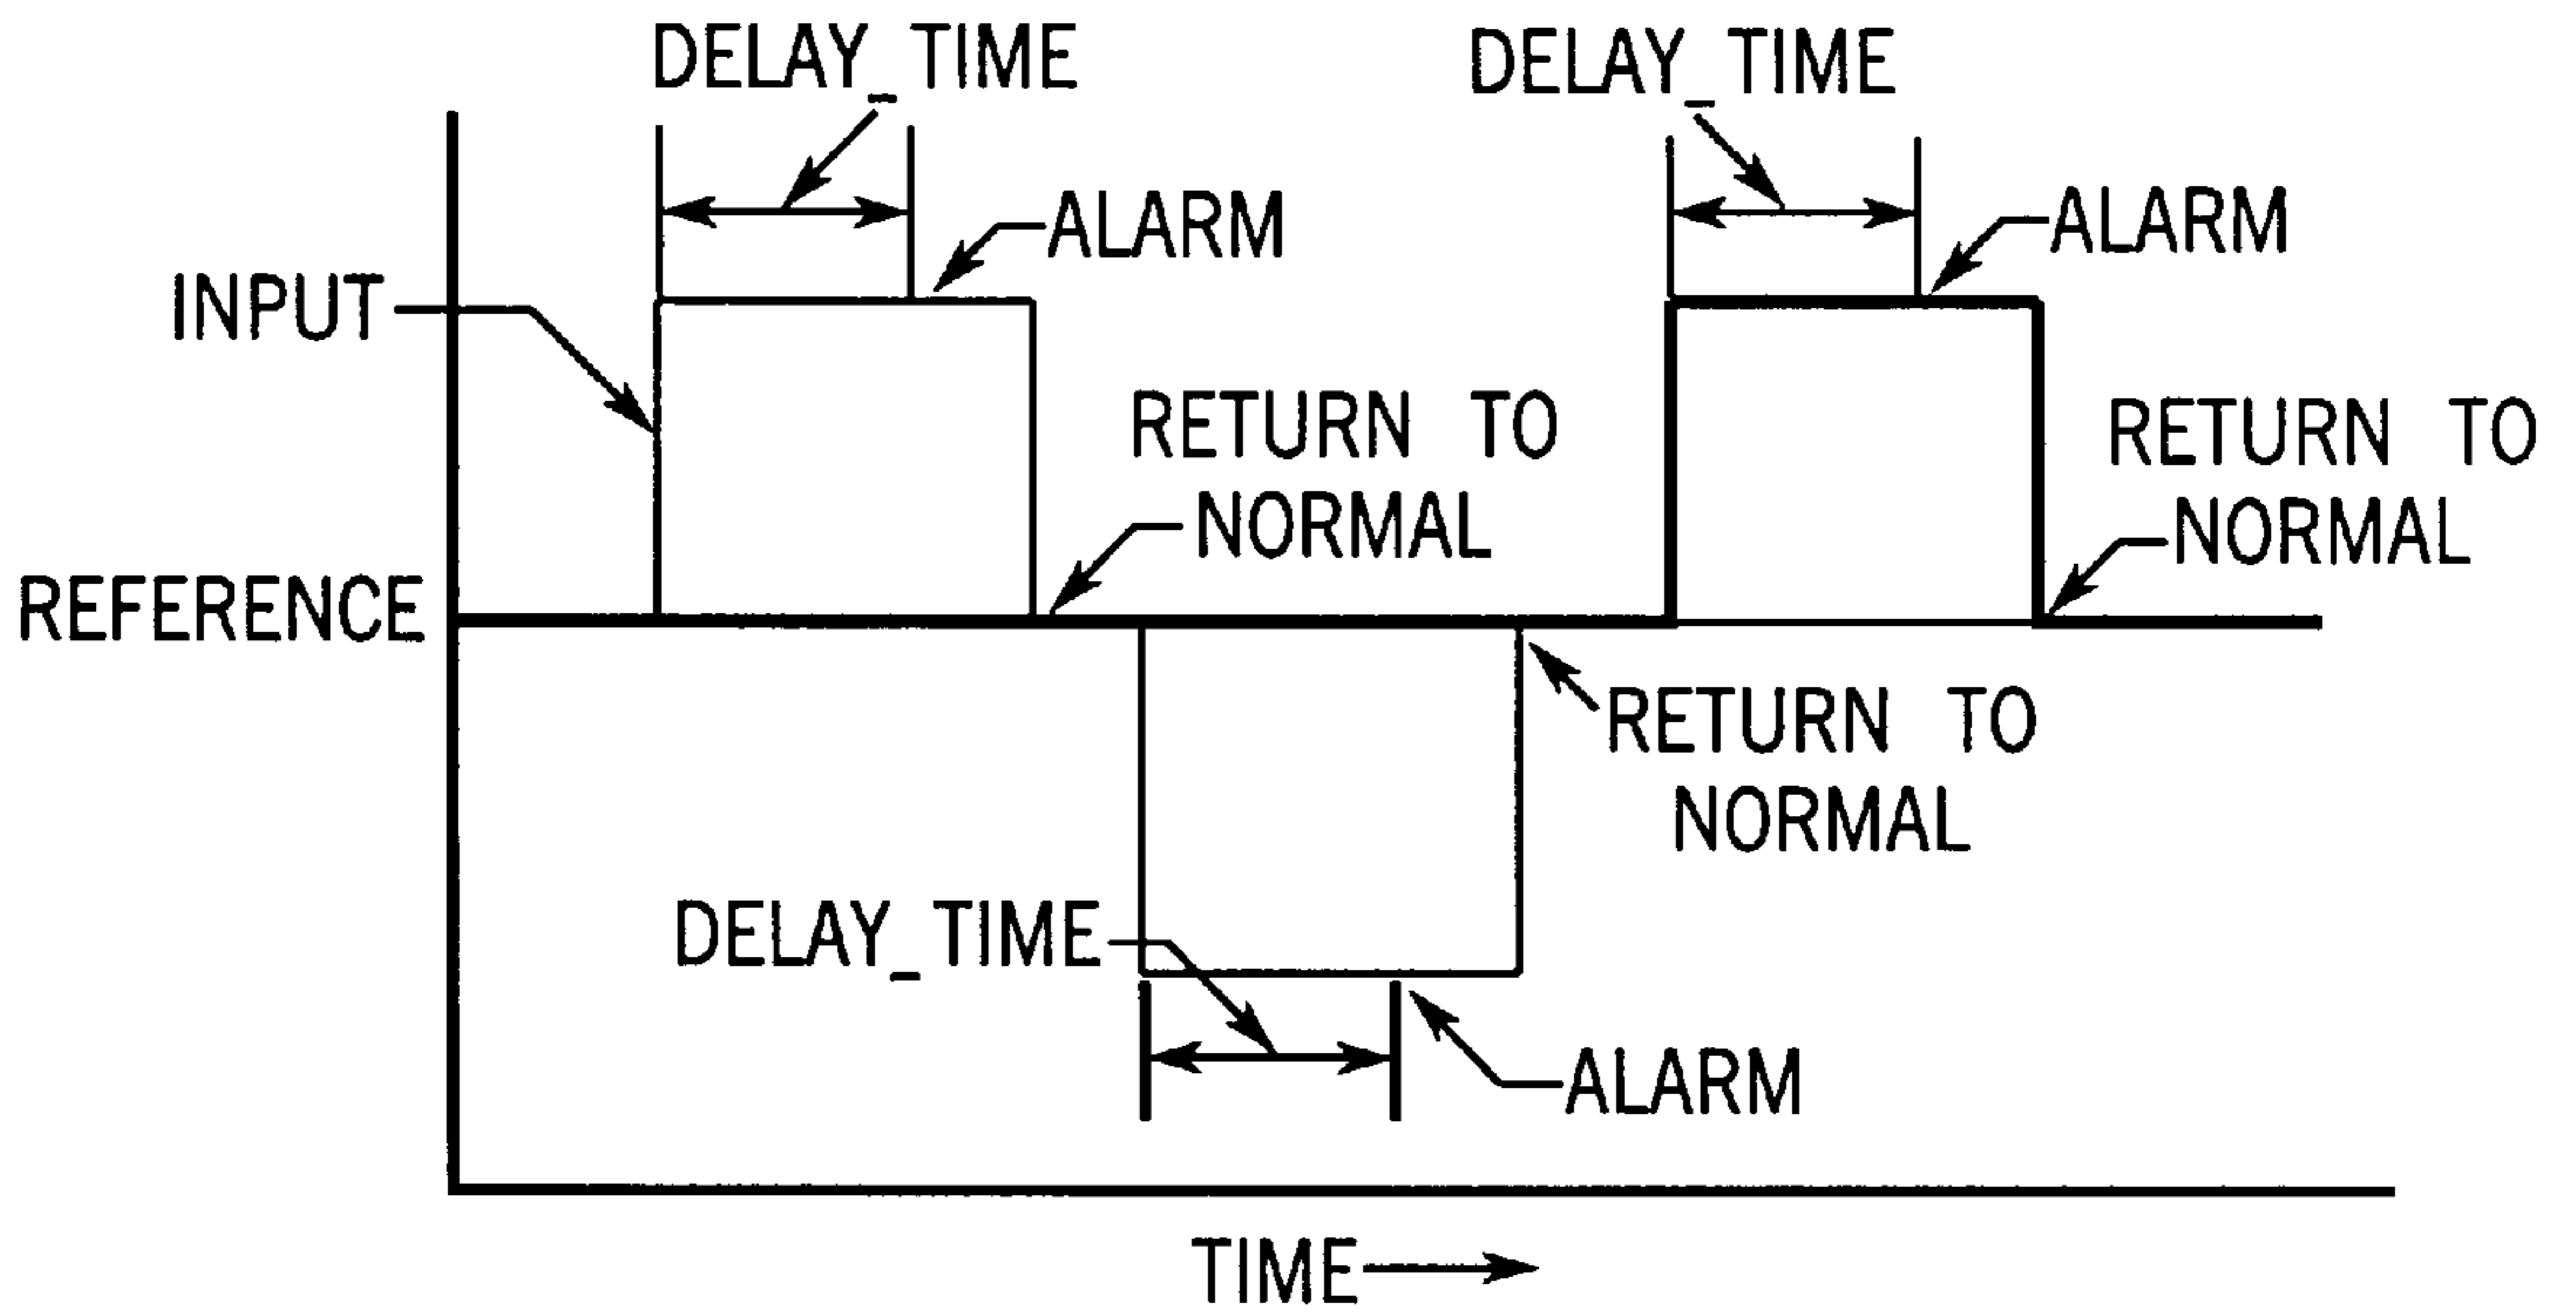 DELAY_TIME
DELAY_TIME
ALARM
ALARM
INPUT
RETURN TO
NORMAL
RETURN TO
NORMAL
REFERENCE
RETURN TO
NORMAL
DELAY_TIME
ALARM
TIME